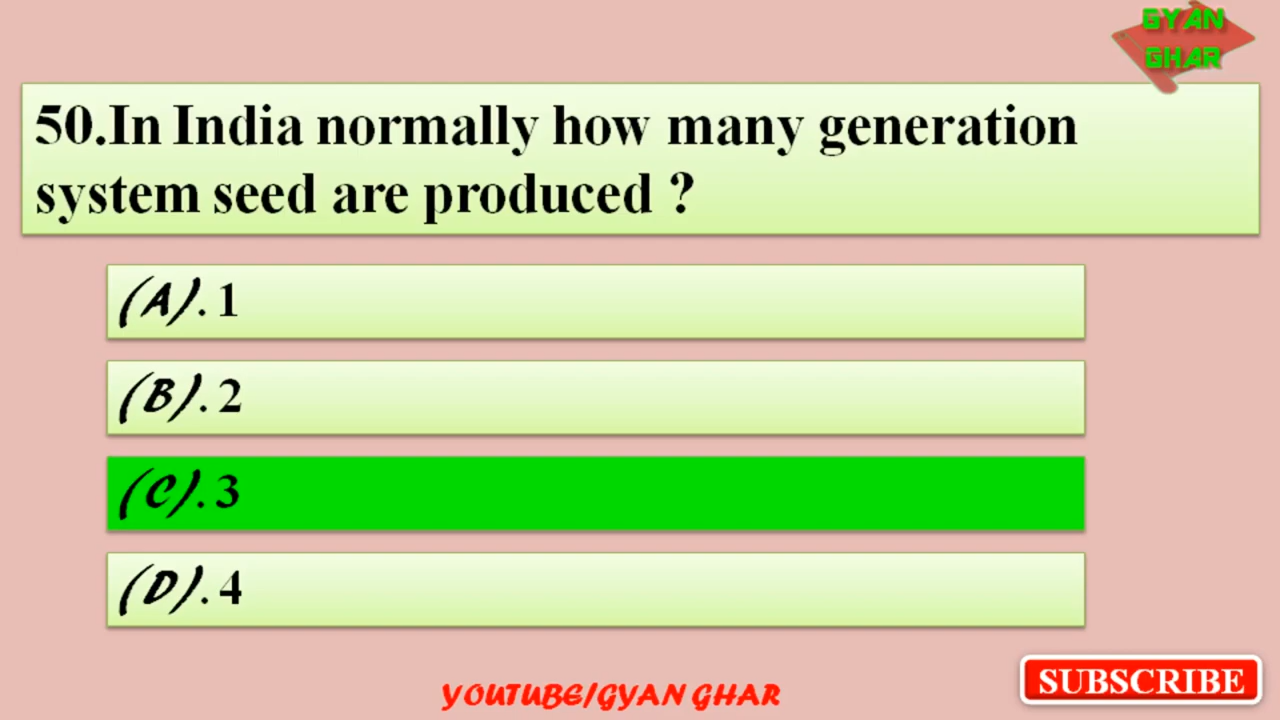 GYAN
GHAR
50.In India normally how many generation
system seed are produced ?
(A). 1
(B). 2
(C). 3
(D). 4
YOUTUBE/GYAN GHAR
SUBSCRIBE